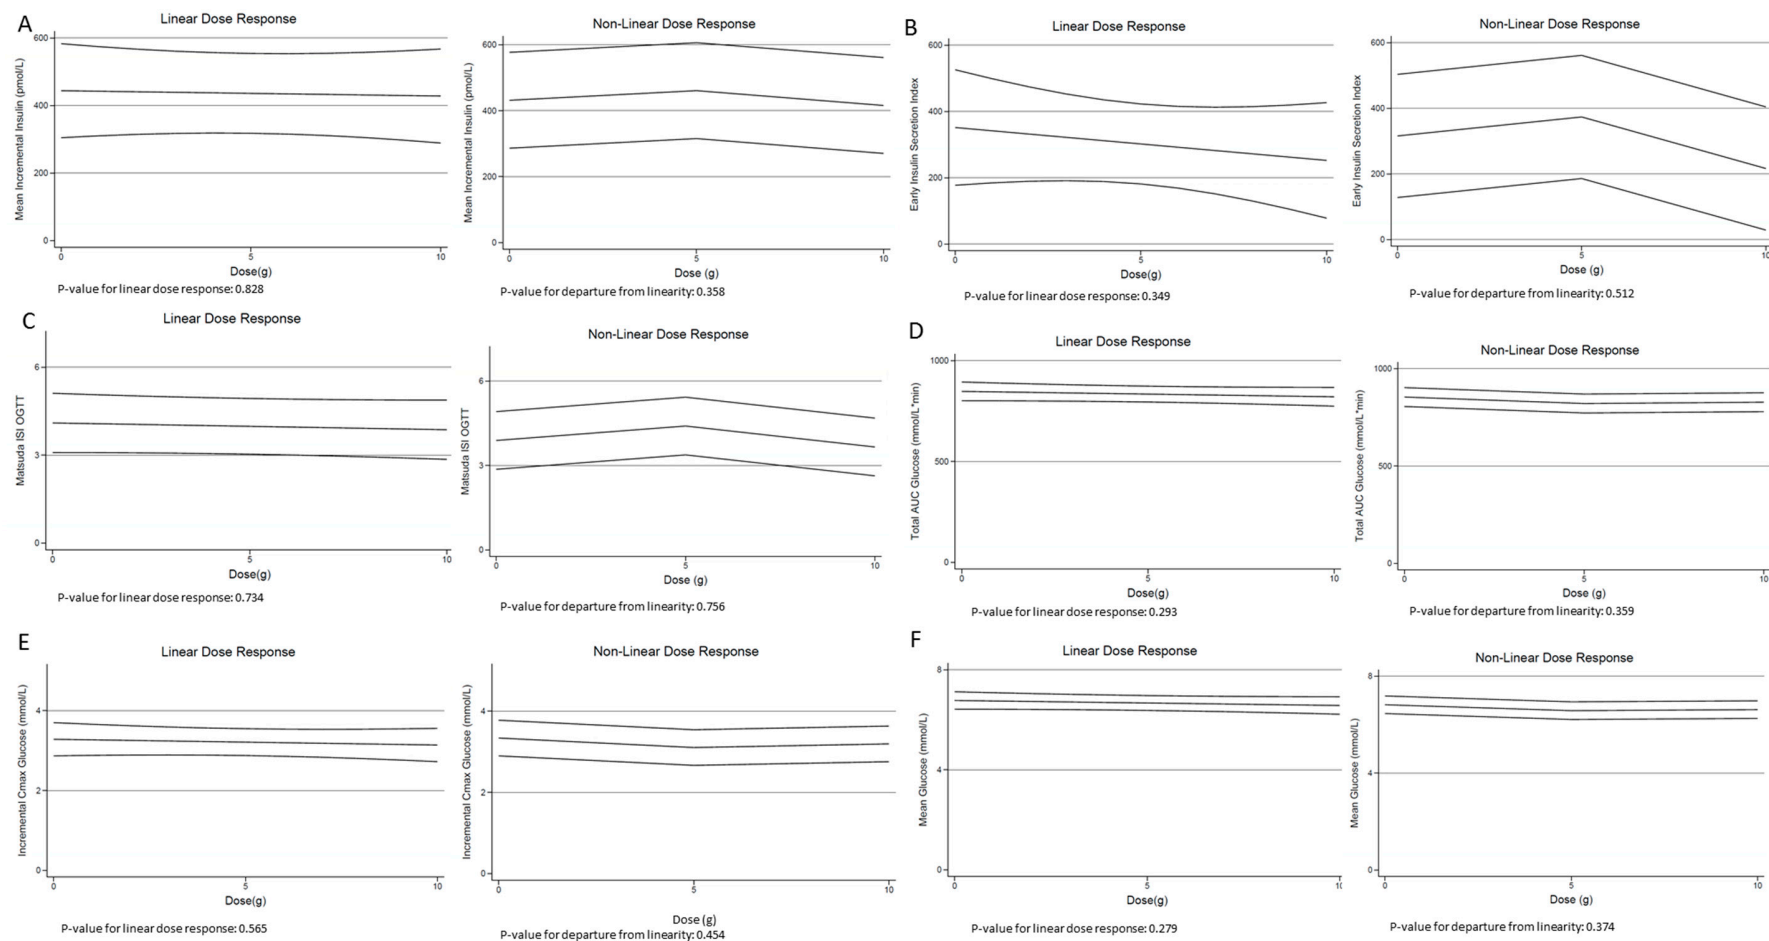 A
Linear Dose Response
Mean Incremental Insulin (pmol/L)
600
400
200
0
0 5 10
Dose(g)
P-value for linear dose response: 0.828
Non-Linear Dose Response
Mean Incremental Insulin (pmol/L)
600
400
200
0
0 5 10
Dose (g)
P-value for departure from linearity: 0.358
B
Linear Dose Response
Early Insulin Secretion Index
600
400
200
0
0 5 10
Dose(g)
P-value for linear dose response: 0.349
Non-Linear Dose Response
Early Insulin Secretion Index
600
400
200
0
0 5 10
Dose (g)
P-value for departure from linearity: 0.512
C
Linear Dose Response
Matsuda ISI OGTT
6
3
0
0 5 10
Dose(g)
P-value for linear dose response: 0.734
Non-Linear Dose Response
Matsuda ISI OGTT
6
3
0
0 5 10
Dose (g)
P-value for departure from linearity: 0.756
D
Linear Dose Response
Total AUC Glucose (mmol/L*min)
1000
500
0
0 5 10
Dose(g)
P-value for linear dose response: 0.293
Non-Linear Dose Response
Total AUC Glucose (mmol/L*min)
1000
500
0
0 5 10
Dose (g)
P-value for departure from linearity: 0.359
E
Linear Dose Response
Incremental Cmax Glucose (mmol/L)
4
2
0
0 5 10
Dose(g)
P-value for linear dose response: 0.565
Non-Linear Dose Response
Incremental Cmax Glucose (mmol/L)
4
2
0
0 5 10
Dose (g)
P-value for departure from linearity: 0.454
F
Linear Dose Response
Mean Glucose (mmol/L)
8
4
0
0 5 1
Dose(g)
P-value for linear dose response: 0.279
Non-Linear Dose Response
Mean Glucose (mmol/L)
8
4
0
0 5 10
Dose (g)
P-value for departure from linearity: 0.374